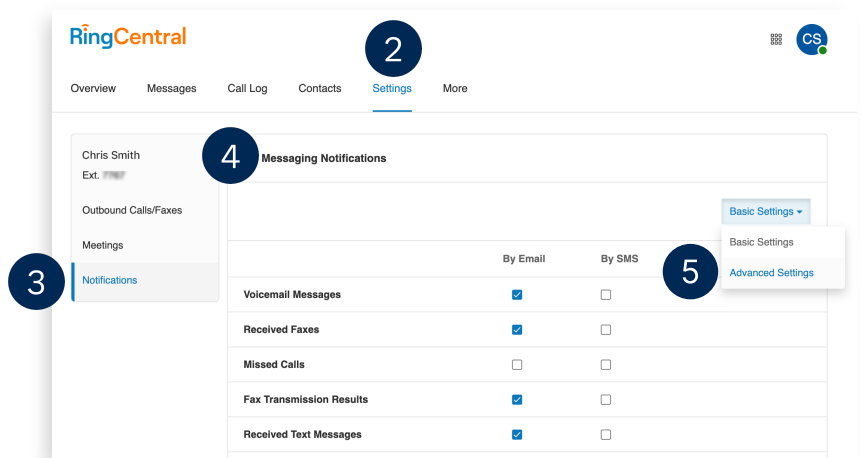 RingCentral
2
CS
Overview Messages Call Log Contacts Settings More
Chris Smith
4
Messaging Notifications
Ext.
Outbound Calls/Faxes
Basic Settings
Meetings
Basic Settings
By Email By SMS
5
Advanced Settings
3
Notifications
Voicemail Messages
Received Faxes
Missed Calls
Fax Transmission Results
Received Text Messages